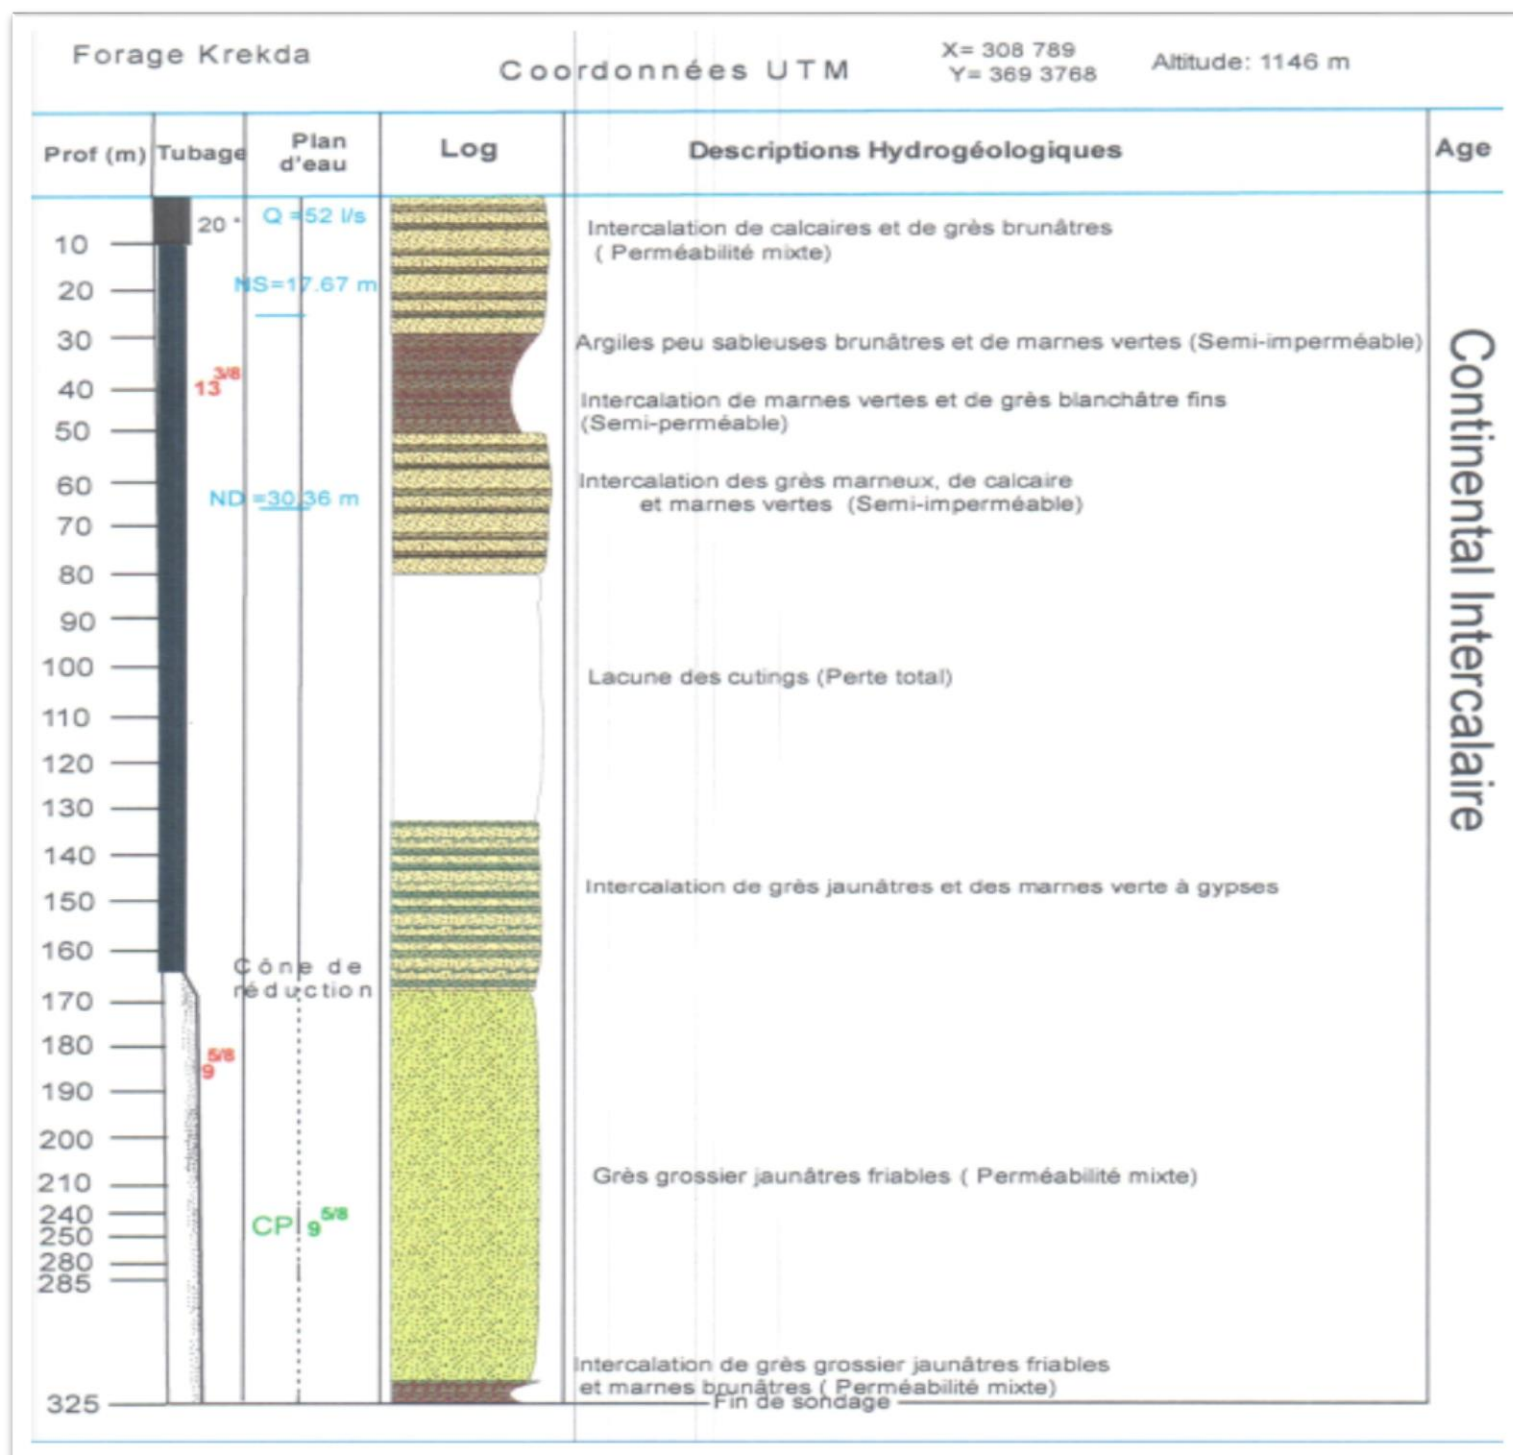 Forage Krekda
Coordonnées UTM
X= 308 789
Y= 369 3768
Altitude: 1146 m
Prof (m)
Tubage
Plan
d'eau
Log
Descriptions Hydrogéologiques
Age
20 "
Q =52 l/s
Intercalation de calcaires et de grès brunâtres
( Perméabilité mixte)
10
NS=17.67 m
20
30
Argiles peu sableuses brunâtres et de marnes vertes (Semi-imperméable)
13 3/8
40
Intercalation de marnes vertes et de grès blanchâtre fins
(Semi-perméable)
50
60
Intercalation des grès marneux, de calcaire
et marnes vertes (Semi-imperméable)
ND =30.36 m
70
80
90
100
Lacune des cutings (Perte total)
110
120
130
140
150
Intercalation de grès jaunâtres et des marnes verte à gypses
160
Cône de
réduction
170
180
9 5/8
190
200
210
Grès grossier jaunâtres friables ( Perméabilité mixte)
240
CP 9 5/8
250
280
285
Intercalation de grès grossier jaunâtres friables
et marnes brunâtres ( Perméabilité mixte)
325
Fin de sondage
Continental Intercalaire